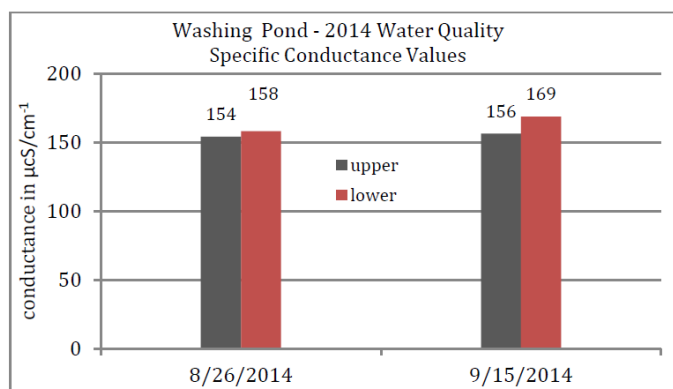 Washing Pond - 2014 Water Quality
Specific Conductance Values
conductance in µcS/cm-1
200
150
100
50
0
154
158
156
169
upper
lower
8/26/2014
9/15/2014